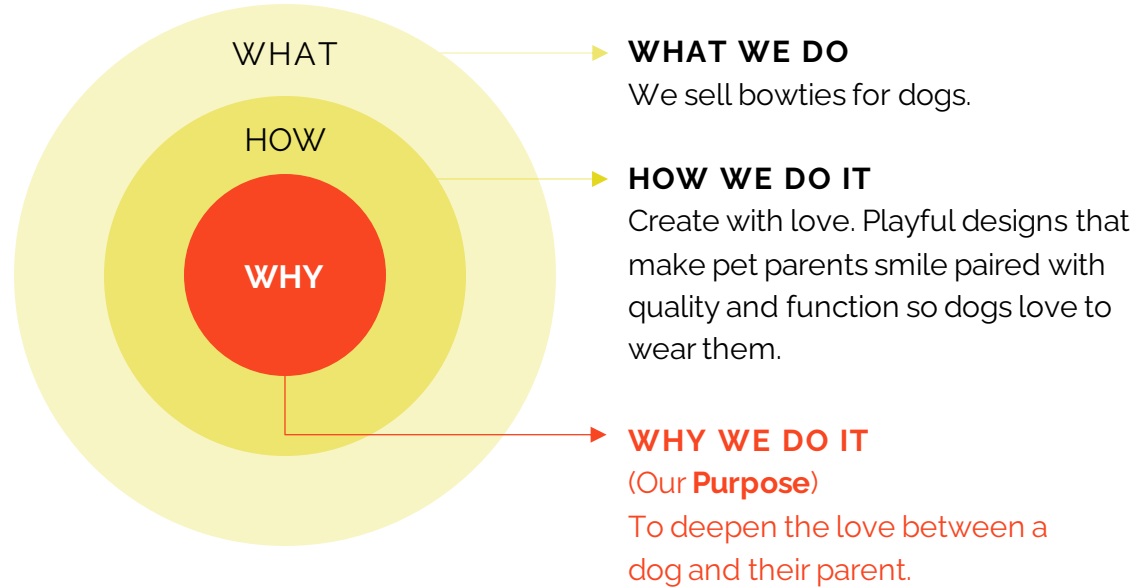 WHAT
HOW
WHY
WHAT WE DO
We sell bowties for dogs.
HOW WE DO IT
Create with love. Playful designs that
make pet parents smile paired with
quality and function so dogs love to
wear them.
WHY WE DO IT
(Our Purpose)
To deepen the love between a
dog and their parent.